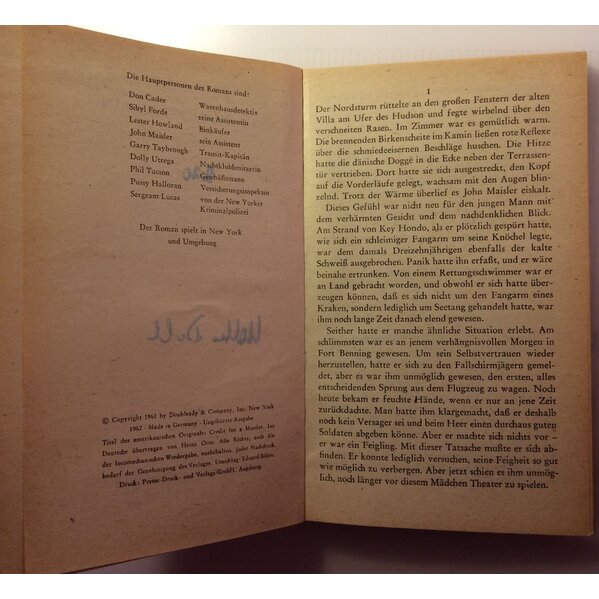 Die Hauptpersonen des Romans sind:
Don Cadee Warenhausdetektiv
Sibyl Forde seine Assistentin
Lester Howland Einkäufer
John Maisler sein Assistent
Garry Taybrough Transit-Kapitän
Dolly Ustrega Nachtklubbesitzerin
Phil Tucson Geschäftsmann
Pussy Halloran Versicherungsinspektor
Sergeant Lucas von der New Yorker
Kriminalpolizei
Der Roman spielt in New York
und Umgebung
© Copyright 1961 by Doubleady & Company, Inc. New York
1962 · Made in Germany · Ungekürzte Ausgabe
Titel des amerikanischen Originals: Credit for a Murder. Ins
Deutsche übertragen von Heinz Otto. Alle Rechte, auch die
der fotomechanischen Wiedergabe, vorbehalten. Jeder Nachdruck
bedarf der Genehmigung des Verlages. Umschlag: Eduard Böhm.
Druck: Presse-Druck- und Verlags-GmbH. Augsburg.
1
Der Nordsturm rüttelte an den großen Fenstern der alten
Villa am Ufer des Hudson und fegte wirbelnd über den
verschneiten Rasen. Im Zimmer war es gemütlich warm.
Die brennenden Birkenscheite im Kamin ließen rote Reflexe
über die schmiedeeisernen Beschläge huschen. Die Hitze
hatte die dänische Dogge in die Ecke neben der Terrassen-
tür vertrieben. Dort hatte sie sich ausgestreckt, den Kopf
auf die Vorderläufe gelegt, wachsam mit den Augen blinzelnd.
Trotz der Wärme überlief es John Maisler eiskalt.
Dieses Gefühl war nicht neu für den jungen Mann mit
dem verhärmten Gesicht und dem nachdenklichen Blick.
Am Strand von Key Hondo, als er plötzlich gespürt hatte,
wie sich ein schleimiger Fangarm um seine Knöchel legte,
war dem damals Dreizehnjährigen ebenfalls der kalte
Schweiß ausgebrochen. Panik hatte ihn erfaßt, und er wäre
beinahe ertrunken. Von einem Rettungsschwimmer war er
an Land gebracht worden, und obwohl er sich hatte über-
zeugen können, daß es sich nicht um den Fangarm eines
Kraken, sondern lediglich um Seetang gehandelt hatte, war
ihm noch lange Zeit danach elend gewesen.
Seither hatte er manche ähnliche Situation erlebt. Am
schlimmsten war es an jenem verhängnisvollen Morgen in
Fort Benning gewesen. Um sein Selbstvertrauen wieder
herzustellen, hatte er sich zu den Fallschirmjägern gemel-
det, aber es war ihm unmöglich gewesen, den ersten, alles
entscheidenden Sprung aus dem Flugzeug zu wagen. Noch
heute bekam er feuchte Hände, wenn er nur an jene Zeit
zurückdachte. Man hatte ihm klargemacht, daß er deshalb
noch kein Versager sei und beim Heer einen durchaus guten
Soldaten abgeben könne. Aber er machte sich nichts vor –
er war ein Feigling. Mit dieser Tatsache mußte er sich ab-
finden. Er konnte lediglich versuchen, seine Feigheit so gut
wie möglich zu verbergen. Aber jetzt schien es ihm unmög-
lich, noch länger vor diesem Mädchen Theater zu spielen.